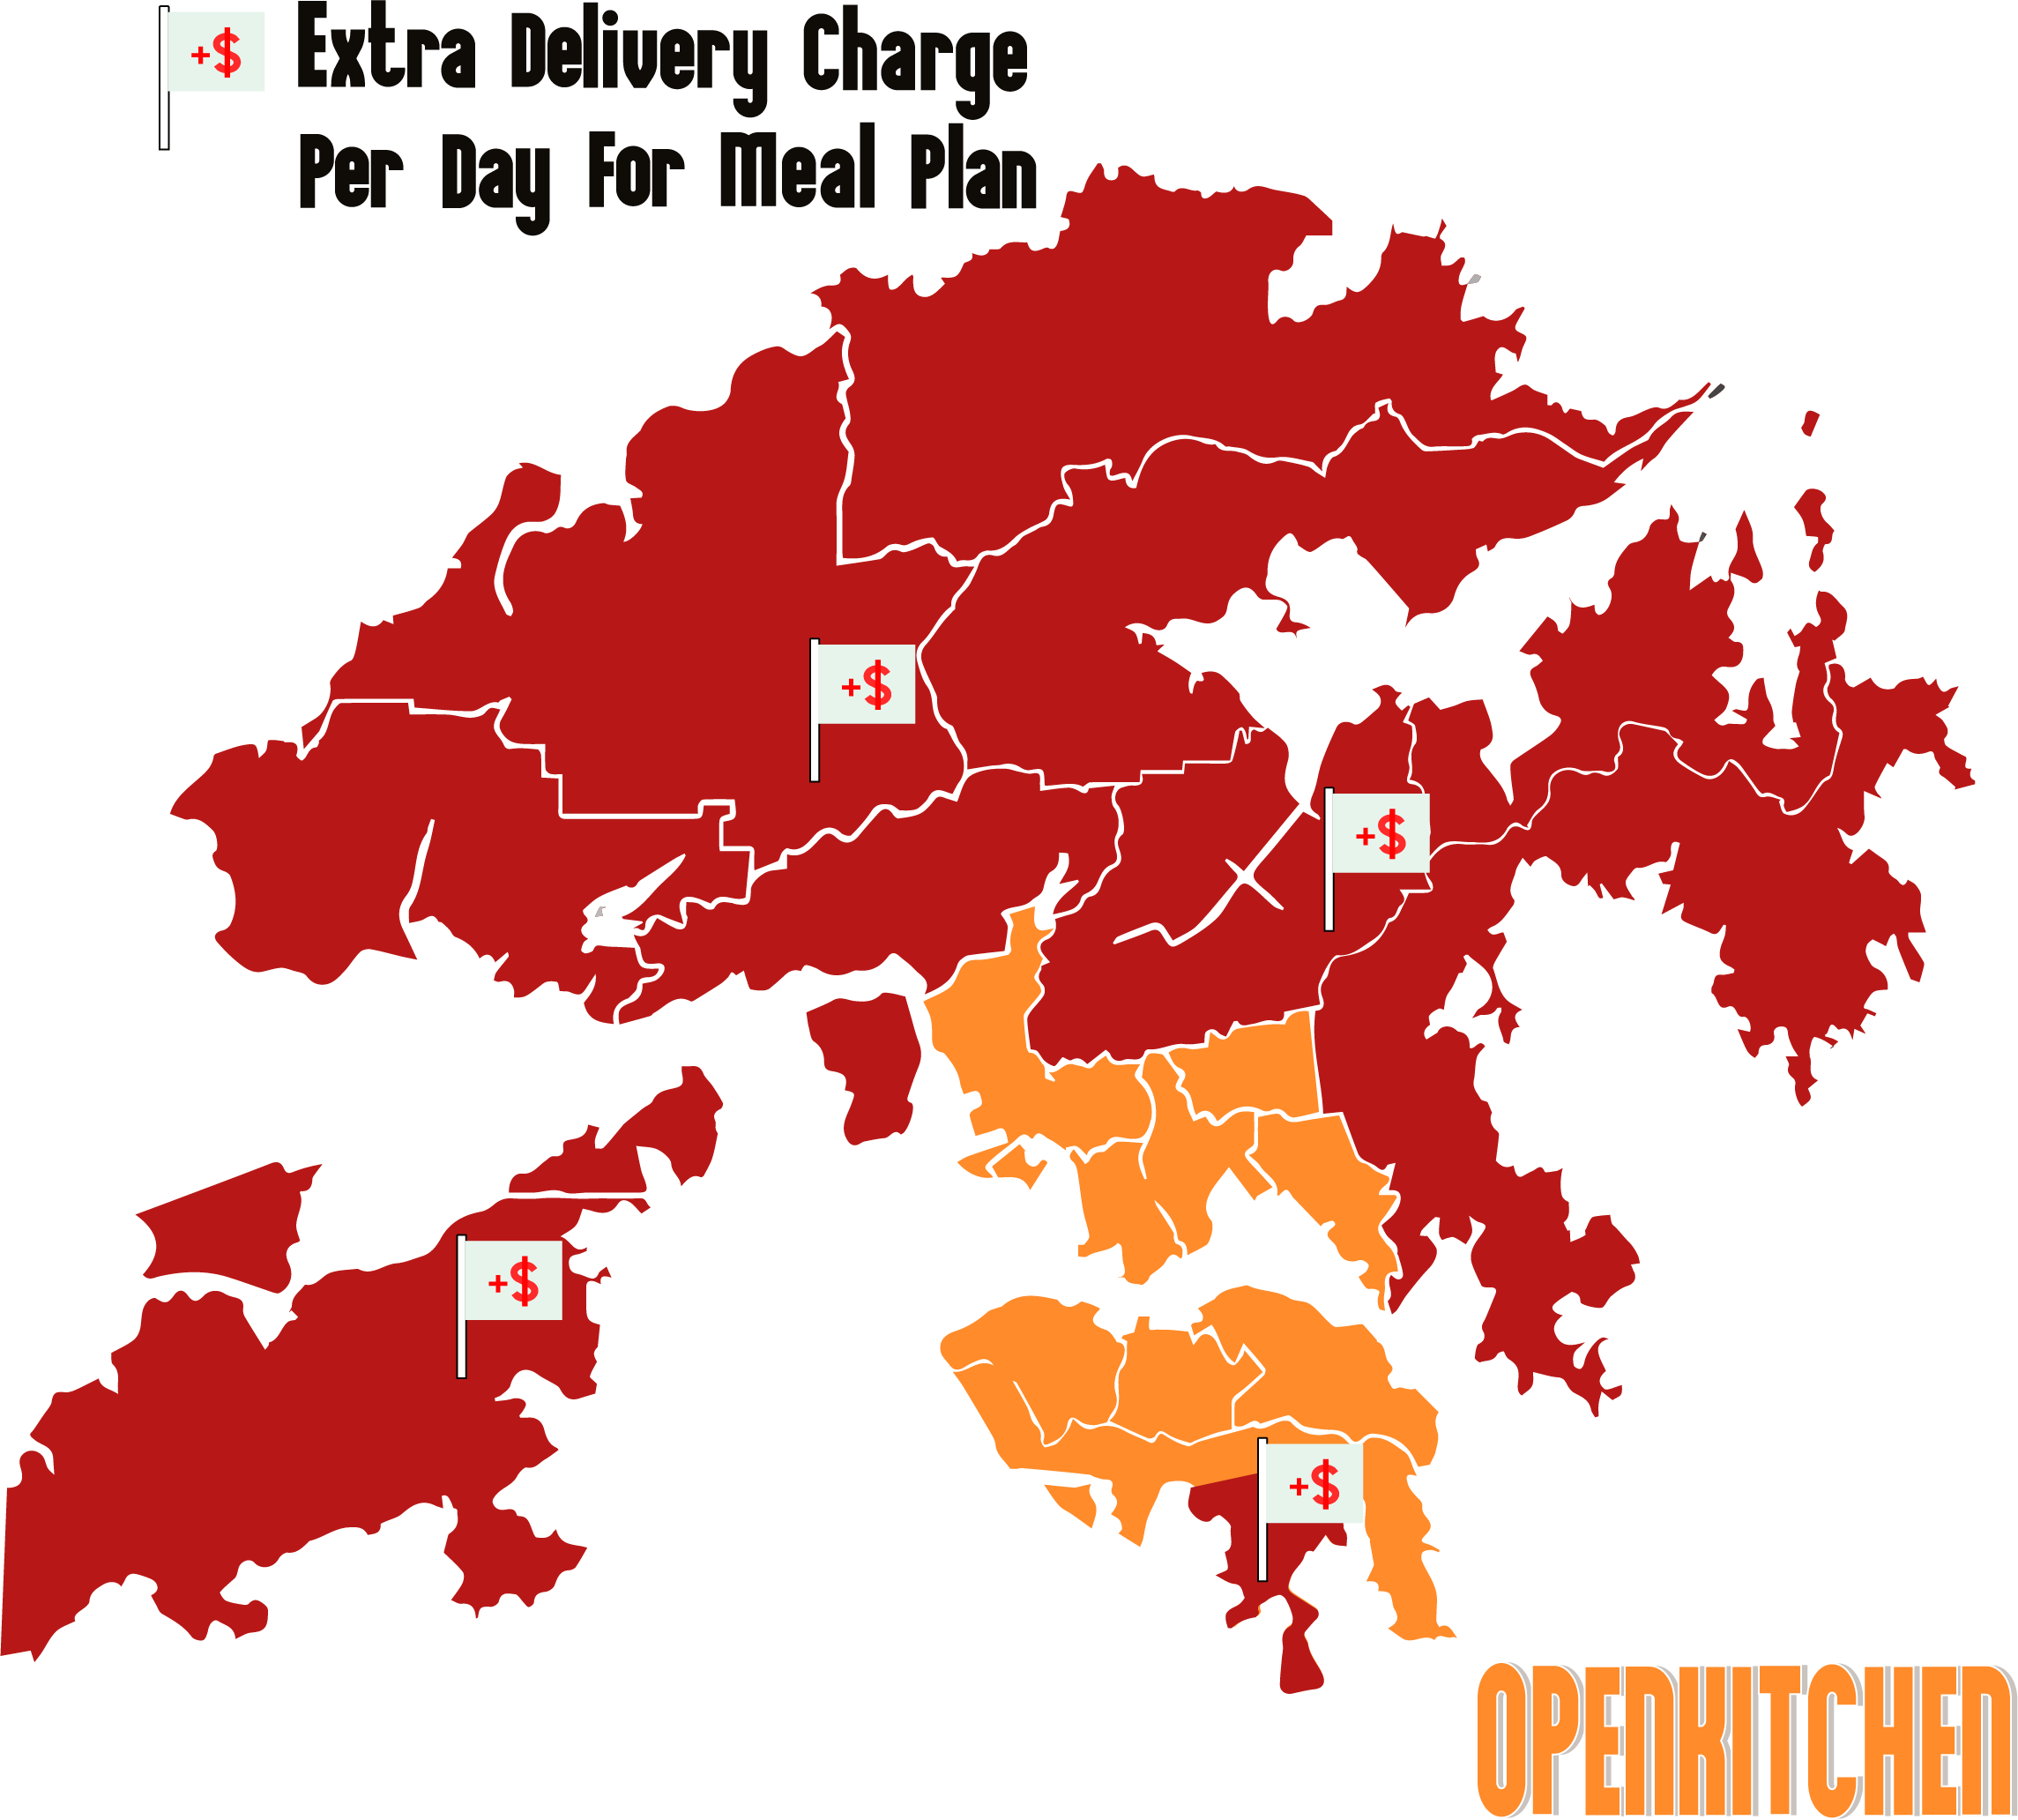 +$
Extra Delivery Charge
Per Day For Meal Plan
+$
+$
+$
+$
OPENKITCHEN